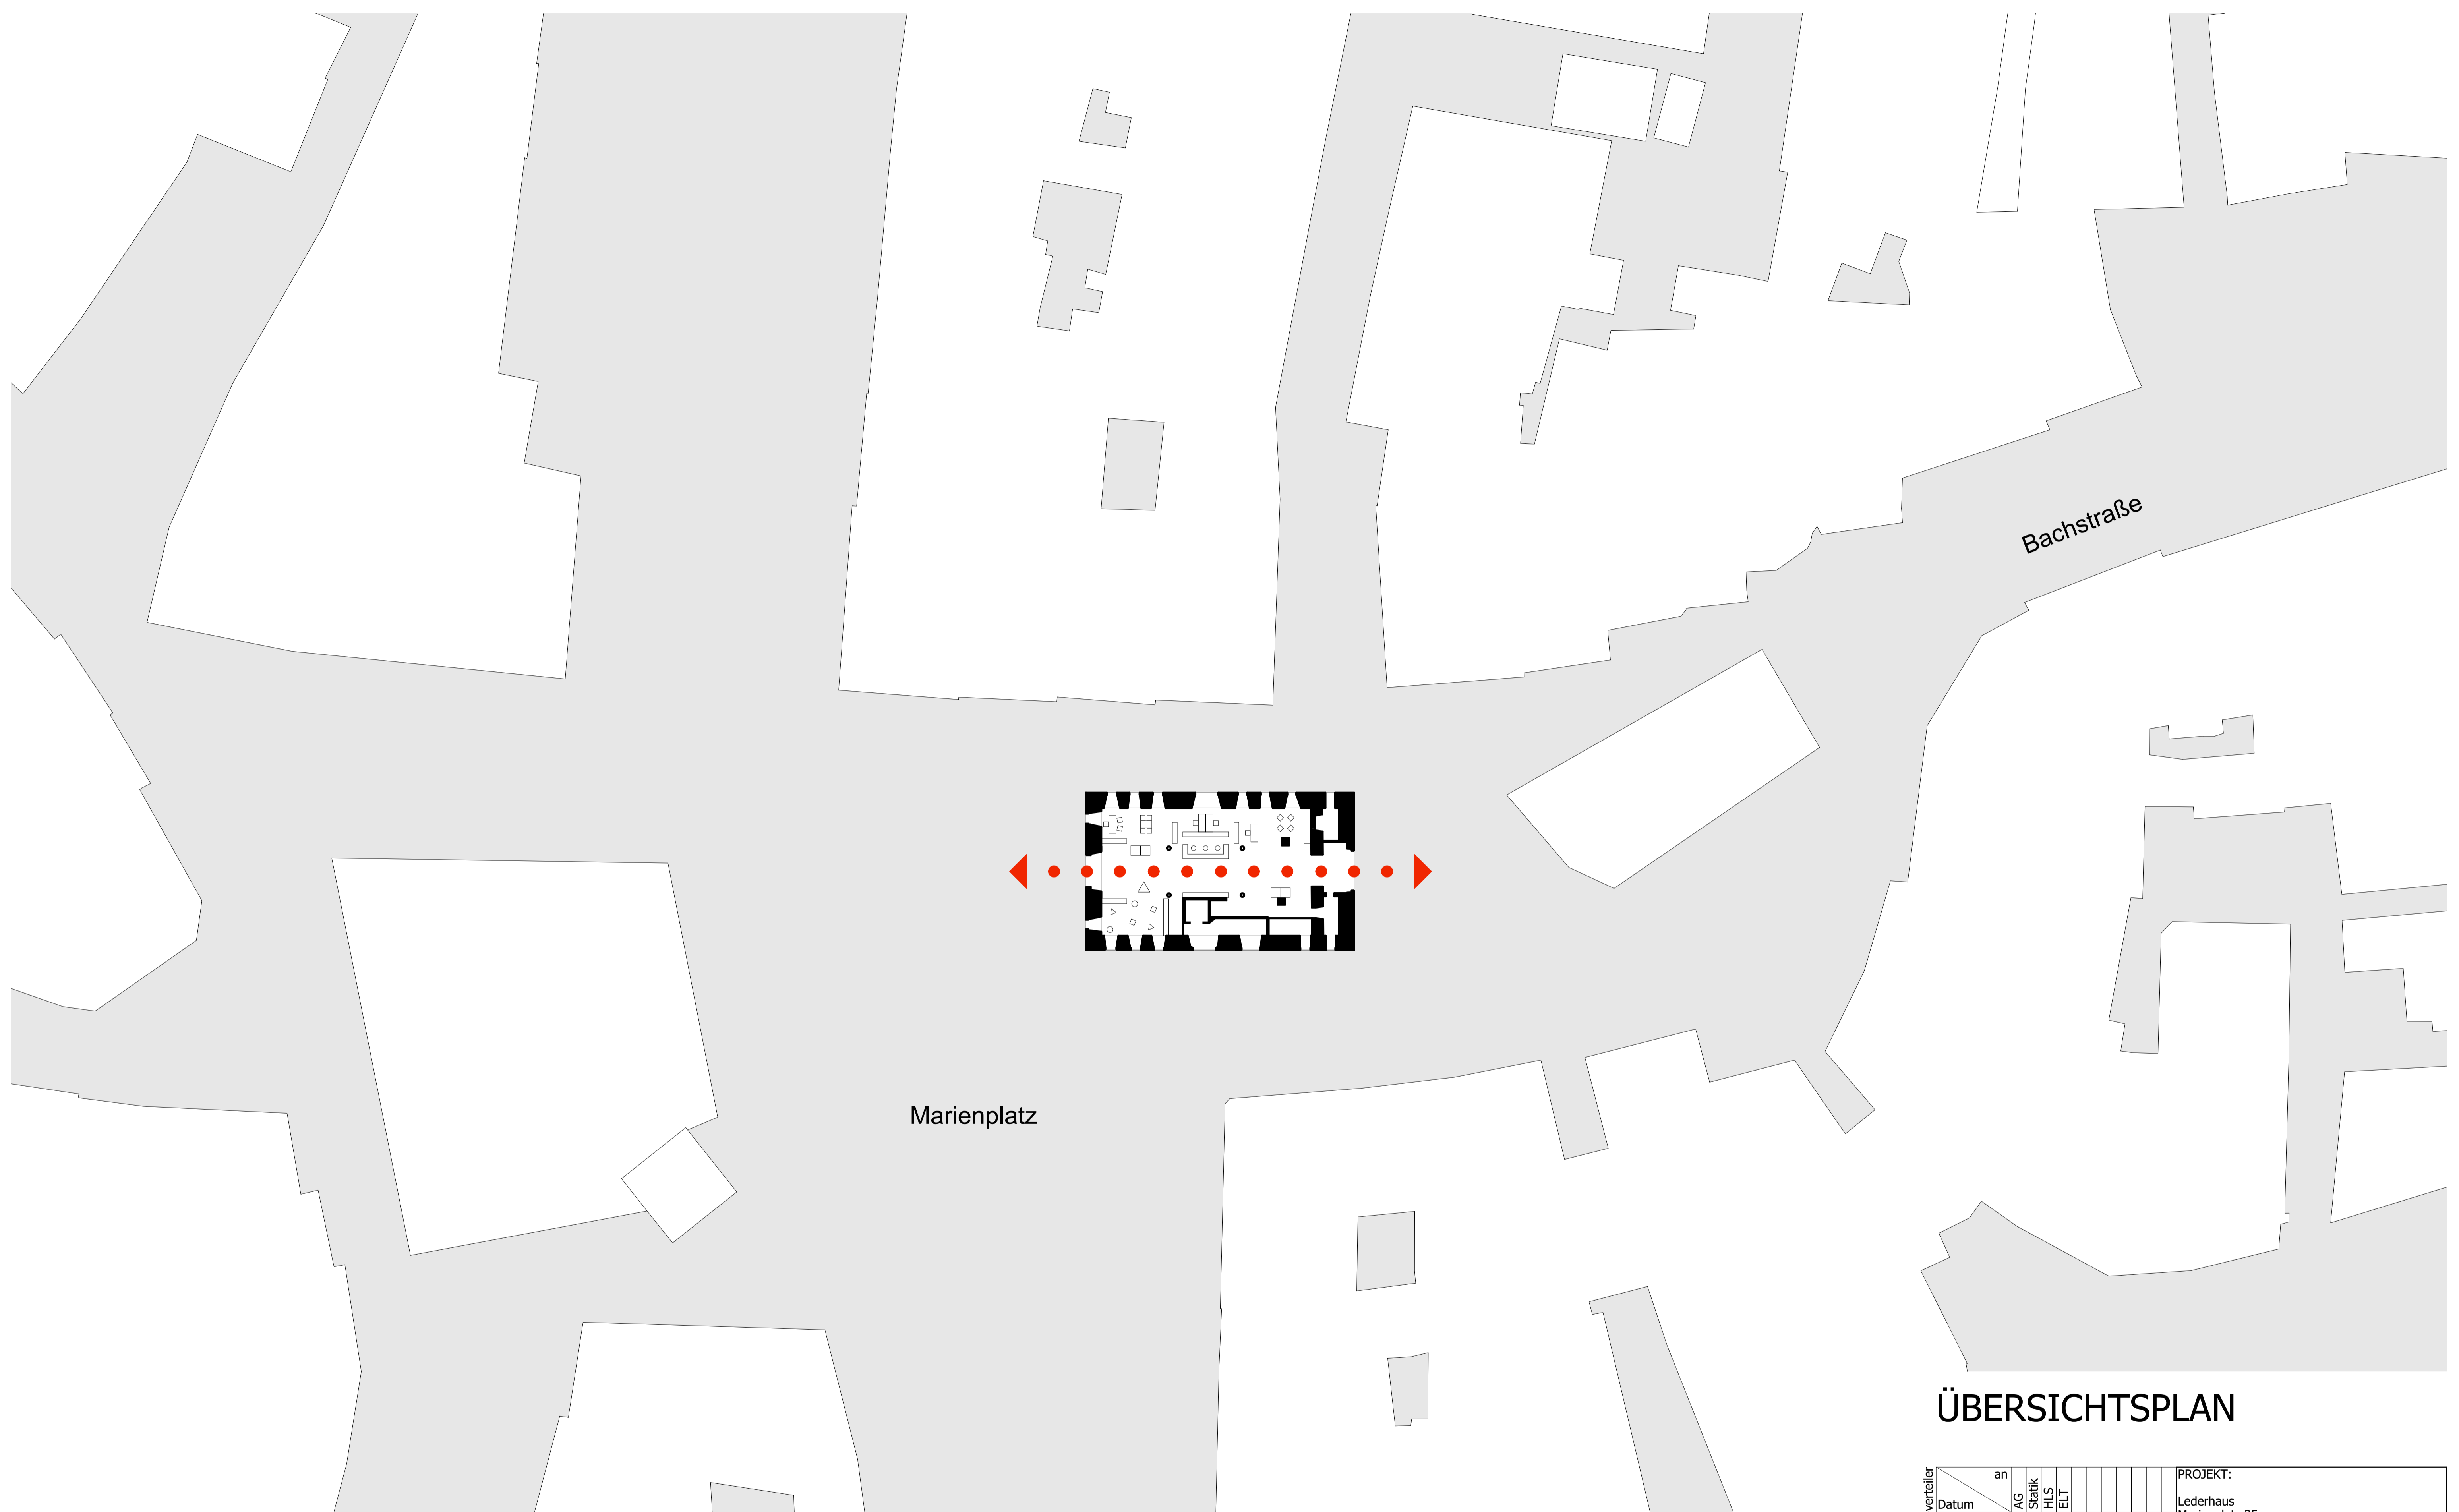 Bachstraße
Marienplatz
ÜBERSICHTSPLAN
verteiler
an
Datum
AG
Statik
HLS
ELT
PROJEKT:
Lederhaus